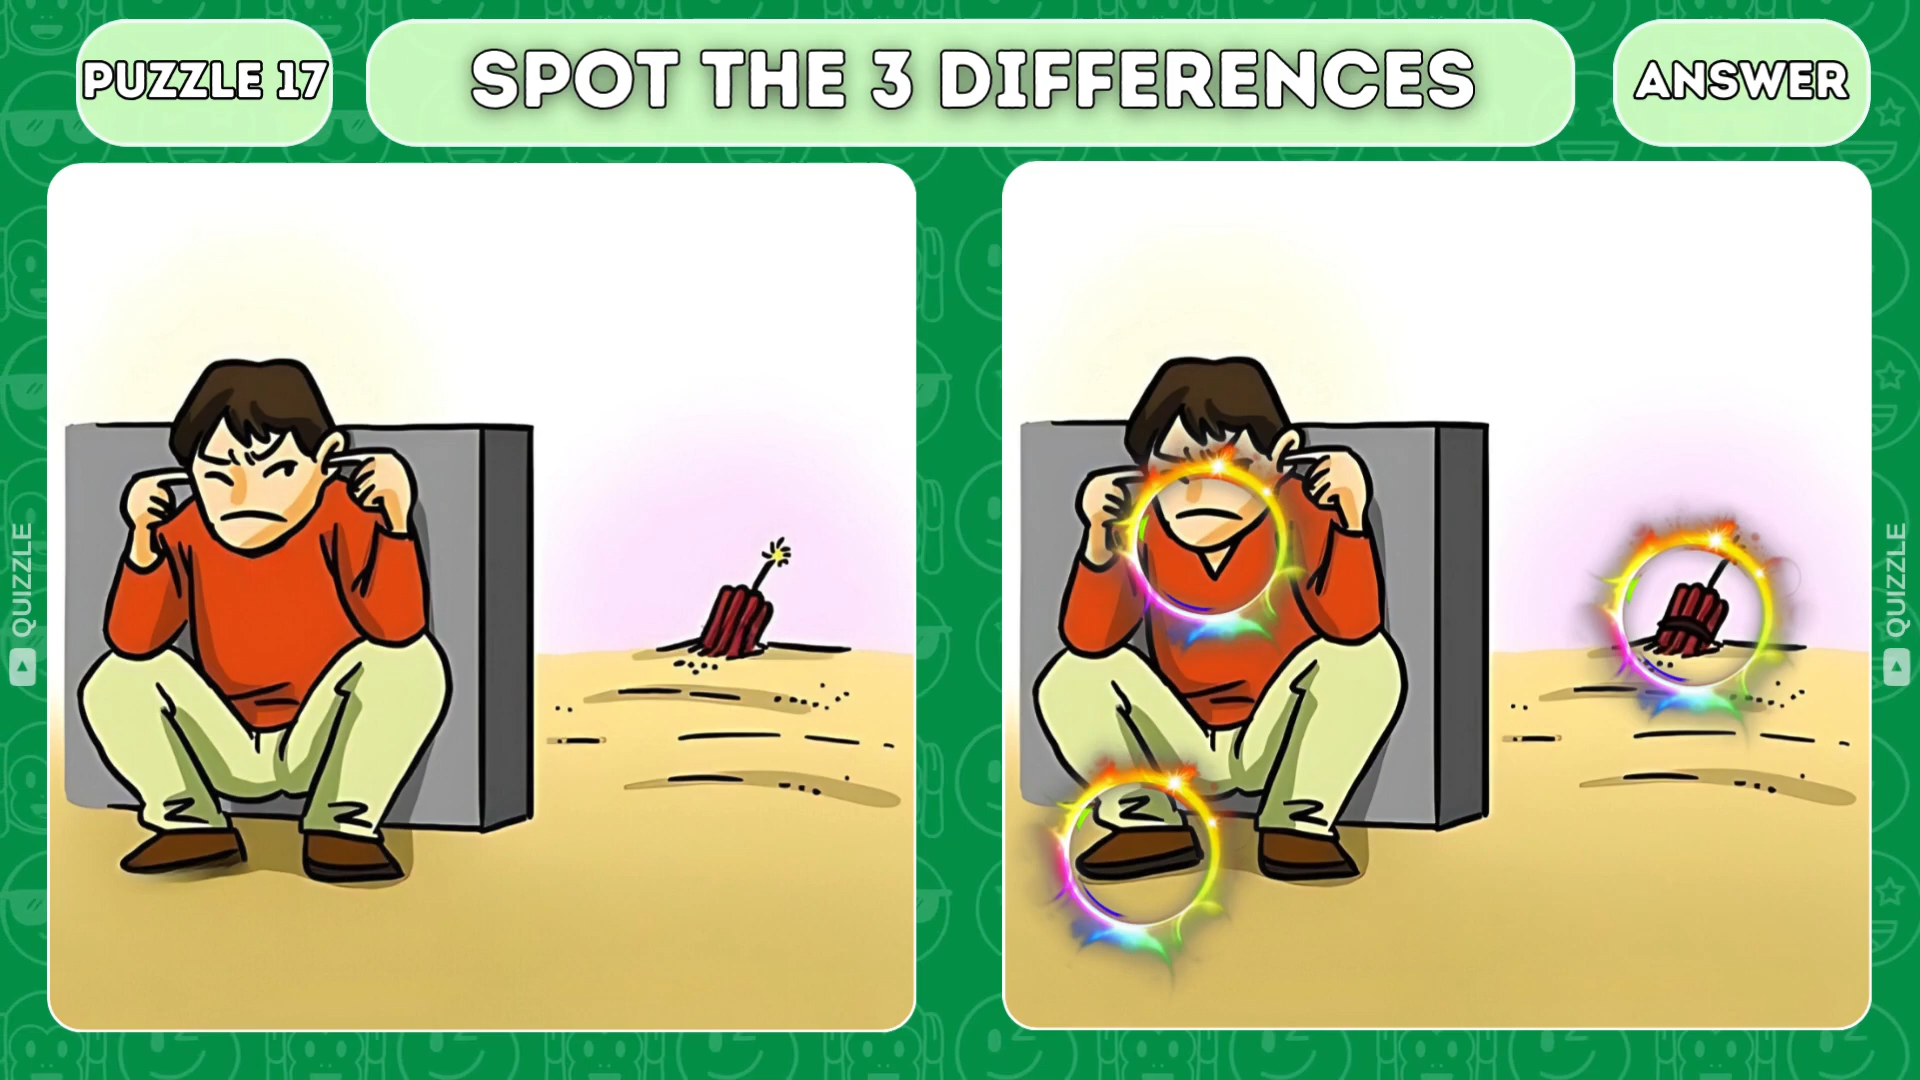 PUZZLE 17
SPOT THE 3 DIFFERENCES
ANSWER
QUIZZLE
QUIZZLE